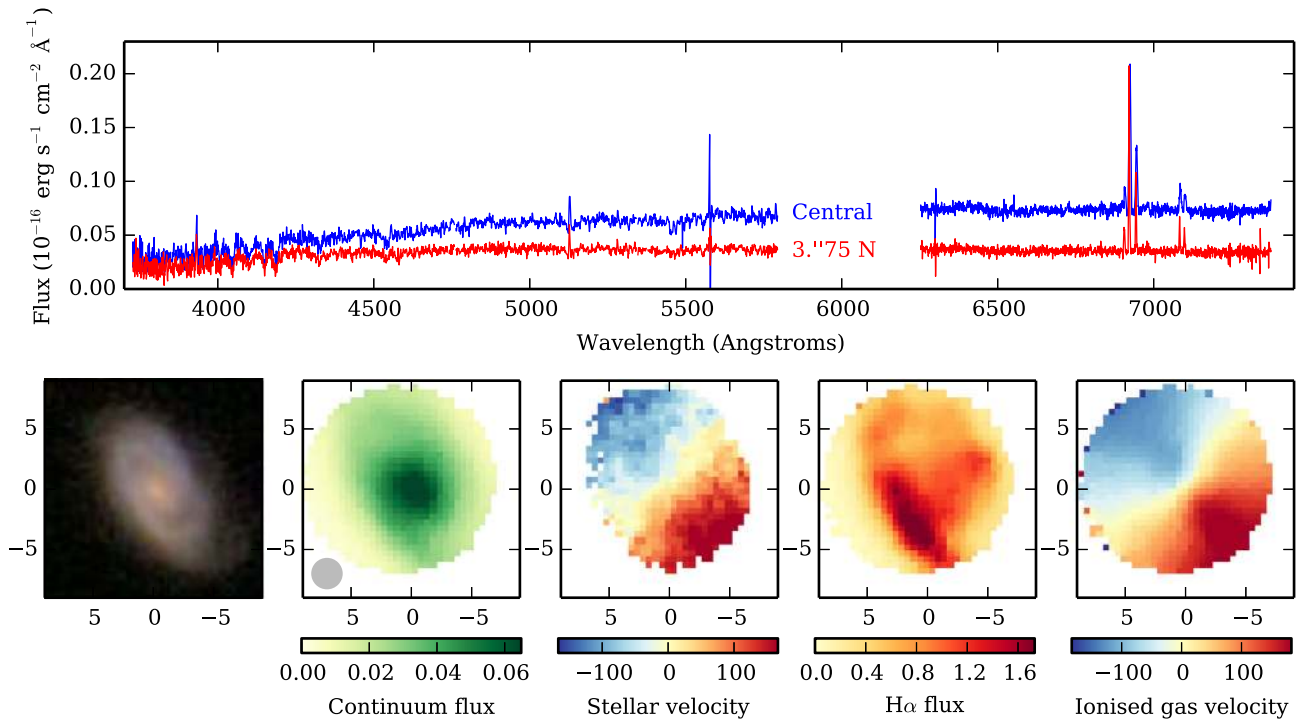 Flux (10⁻¹⁶ erg s⁻¹ cm⁻² Å⁻¹)
0.20
0.15
0.10
0.05
0.00
Central
3."75 N
4000 4500 5000 5500 6000 6500 7000
Wavelength (Angstroms)
5
0
−5
5 0 −5
5
0
−5
5 0 −5
5
0
−5
5 0 −5
5
0
−5
5 0 −5
5
0
−5
5 0 −5
0.00 0.02 0.04 0.06
Continuum flux
−100 0 100
Stellar velocity
0.0 0.4 0.8 1.2 1.6
Hα flux
−100 0 100
Ionised gas velocity